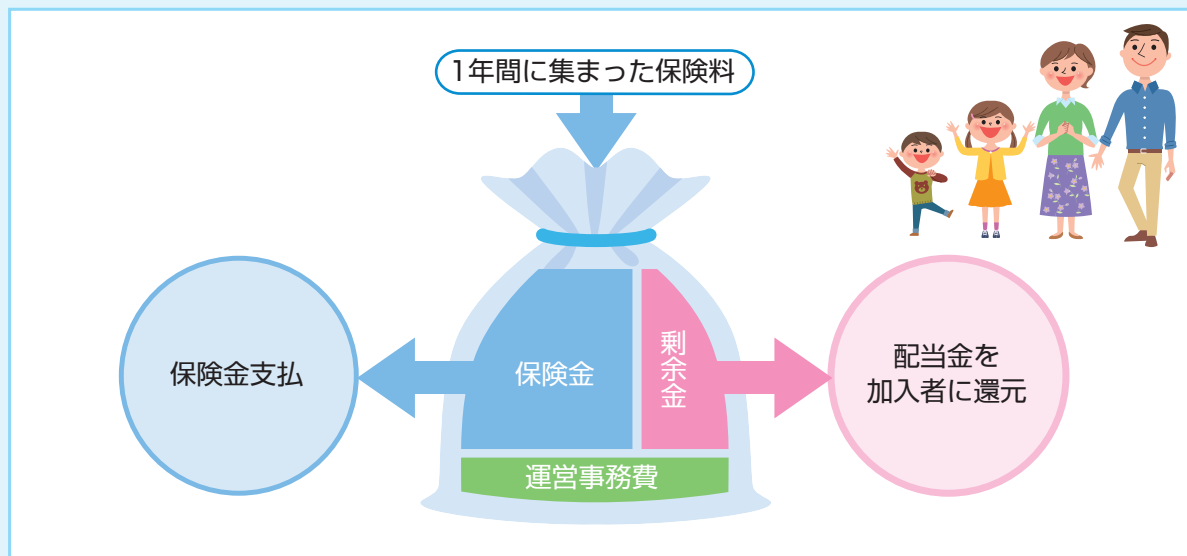 1年間に集まった保険料
保険金支払
保険金
剰余金
配当金を
加入者に還元
運営事務費